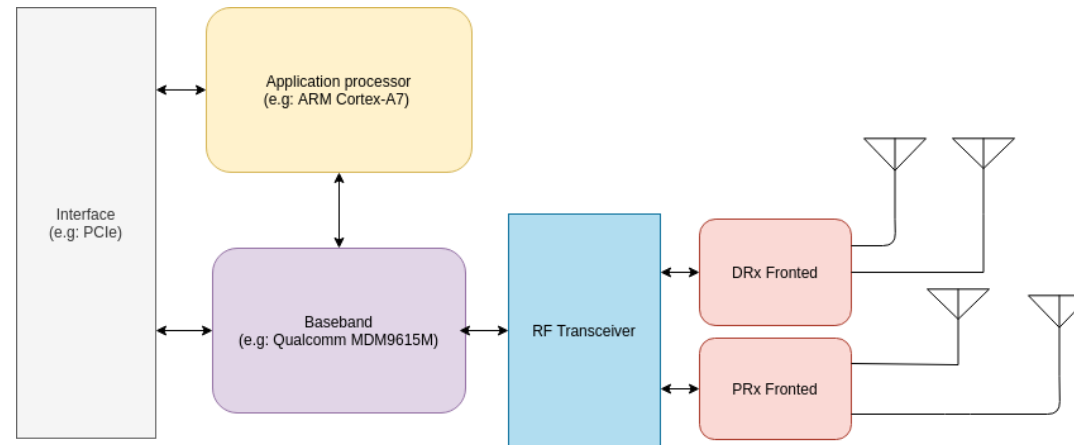 Application processor
(e.g: ARM Cortex-A7)
Interface
(e.g: PCIe)
Baseband
(e.g: Qualcomm MDM9615M)
RF Transceiver
DRx Fronted
PRx Fronted